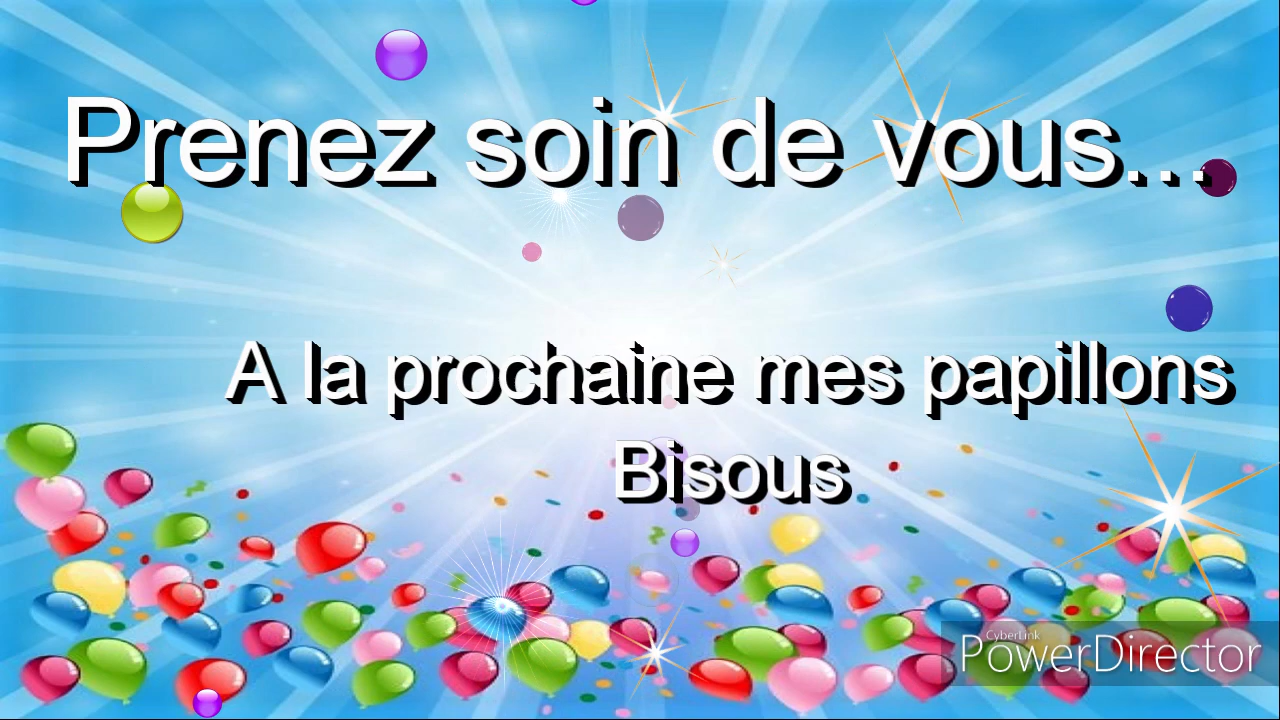 Prenez soin de vous...
A la prochaine mes papillons
Bisous
CyberLink
PowerDirector